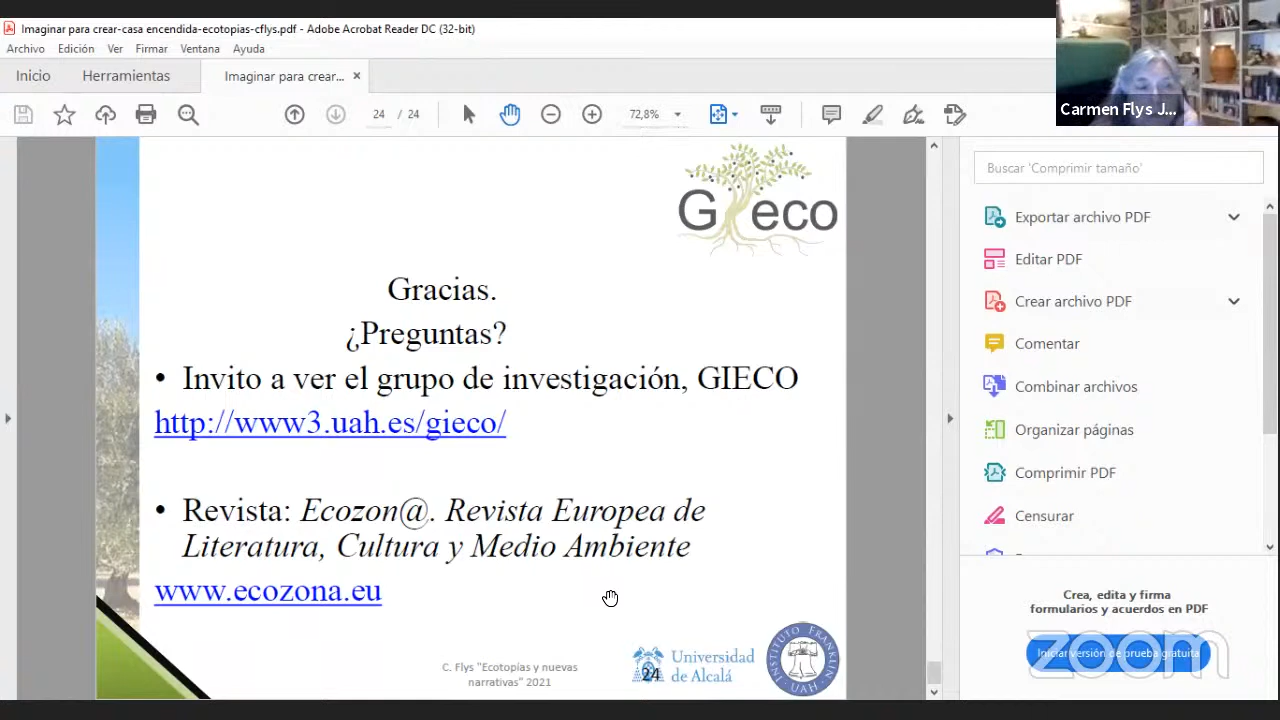 Imaginar para crear-casa encendida-ecotopias-cflys.pdf - Adobe Acrobat Reader DC (32-bit)
Archivo Edición Ver Firmar Ventana Ayuda
Inicio Herramientas Imaginar para crear... ×
24 / 24 72,8%
Carmen Flys J...
G eco
Gracias.
¿Preguntas?
• Invito a ver el grupo de investigación, GIECO
http://www3.uah.es/gieco/
• Revista: Ecozon@. Revista Europea de
Literatura, Cultura y Medio Ambiente
www.ecozona.eu
C. Flys "Ecotopías y nuevas
narrativas" 2021
24
Universidad
de Alcalá
INSTITUTO FRANKLIN
UAH
Buscar 'Comprimir tamaño'
Exportar archivo PDF
Editar PDF
Crear archivo PDF
Comentar
Combinar archivos
Organizar páginas
Comprimir PDF
Censurar
Crea, edita y firma
formularios y acuerdos en PDF
Iniciar versión de prueba gratuita
zoom